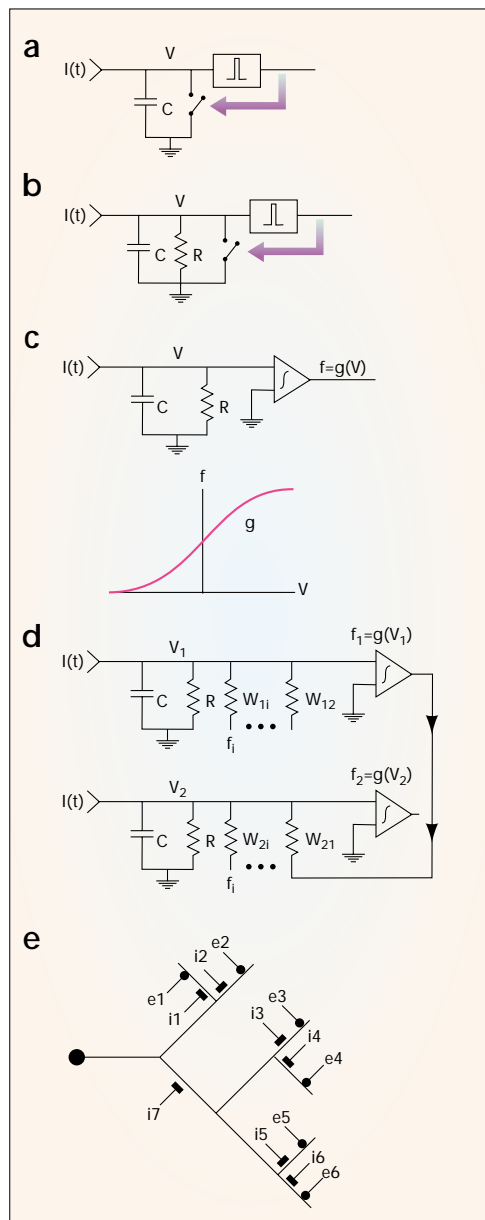 a
V
I(t)
C
b
V
I(t)
C R
c
V
I(t)
f=g(V)
C
R
f
g
V
d
f₁=g(V₁)
V₁
I(t)
C R W₁ᵢ W₁₂
fᵢ
f₂=g(V₂)
V₂
I(t)
C R W₂ᵢ W₂₁
fᵢ
e
e2
i2
e1
i1
e3
i3
i4
e4
i7
e5
i5
i6
e6